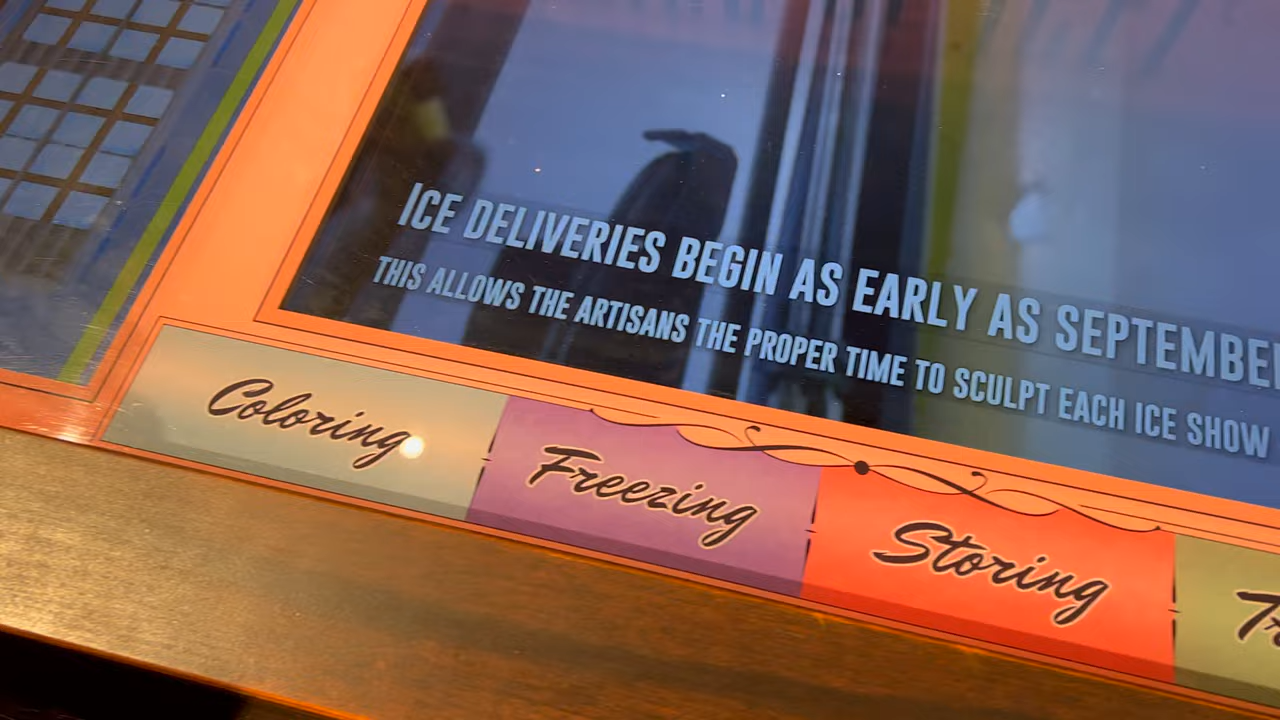 ICE DELIVERIES BEGIN AS EARLY AS SEPTEMBE
THIS ALLOWS THE ARTISANS THE PROPER TIME TO SCULPT EACH ICE SHOW
Coloring
Freezing
Storing